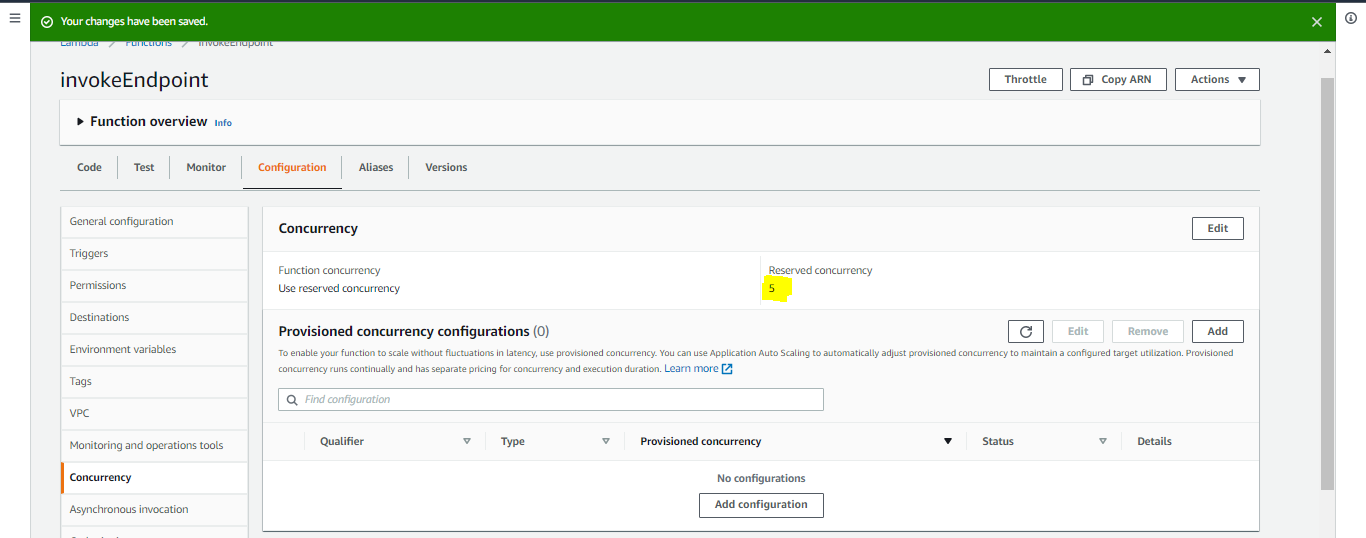 Your changes have been saved.
Lambda Functions invokeEndpoint
invokeEndpoint
Throttle
Copy ARN
Actions
Function overview Info
Code
Test
Monitor
Configuration
Aliases
Versions
General configuration
Triggers
Permissions
Destinations
Environment variables
Tags
VPC
Monitoring and operations tools
Concurrency
Asynchronous invocation
Concurrency
Edit
Function concurrency
Use reserved concurrency
Reserved concurrency
5
Provisioned concurrency configurations (0)
Edit
Remove
Add
To enable your function to scale without fluctuations in latency, use provisioned concurrency. You can use Application Auto Scaling to automatically adjust provisioned concurrency to maintain a configured target utilization. Provisioned
concurrency runs continually and has separate pricing for concurrency and execution duration. Learn more
Find configuration
Qualifier
Type
Provisioned concurrency
Status
Details
No configurations
Add configuration